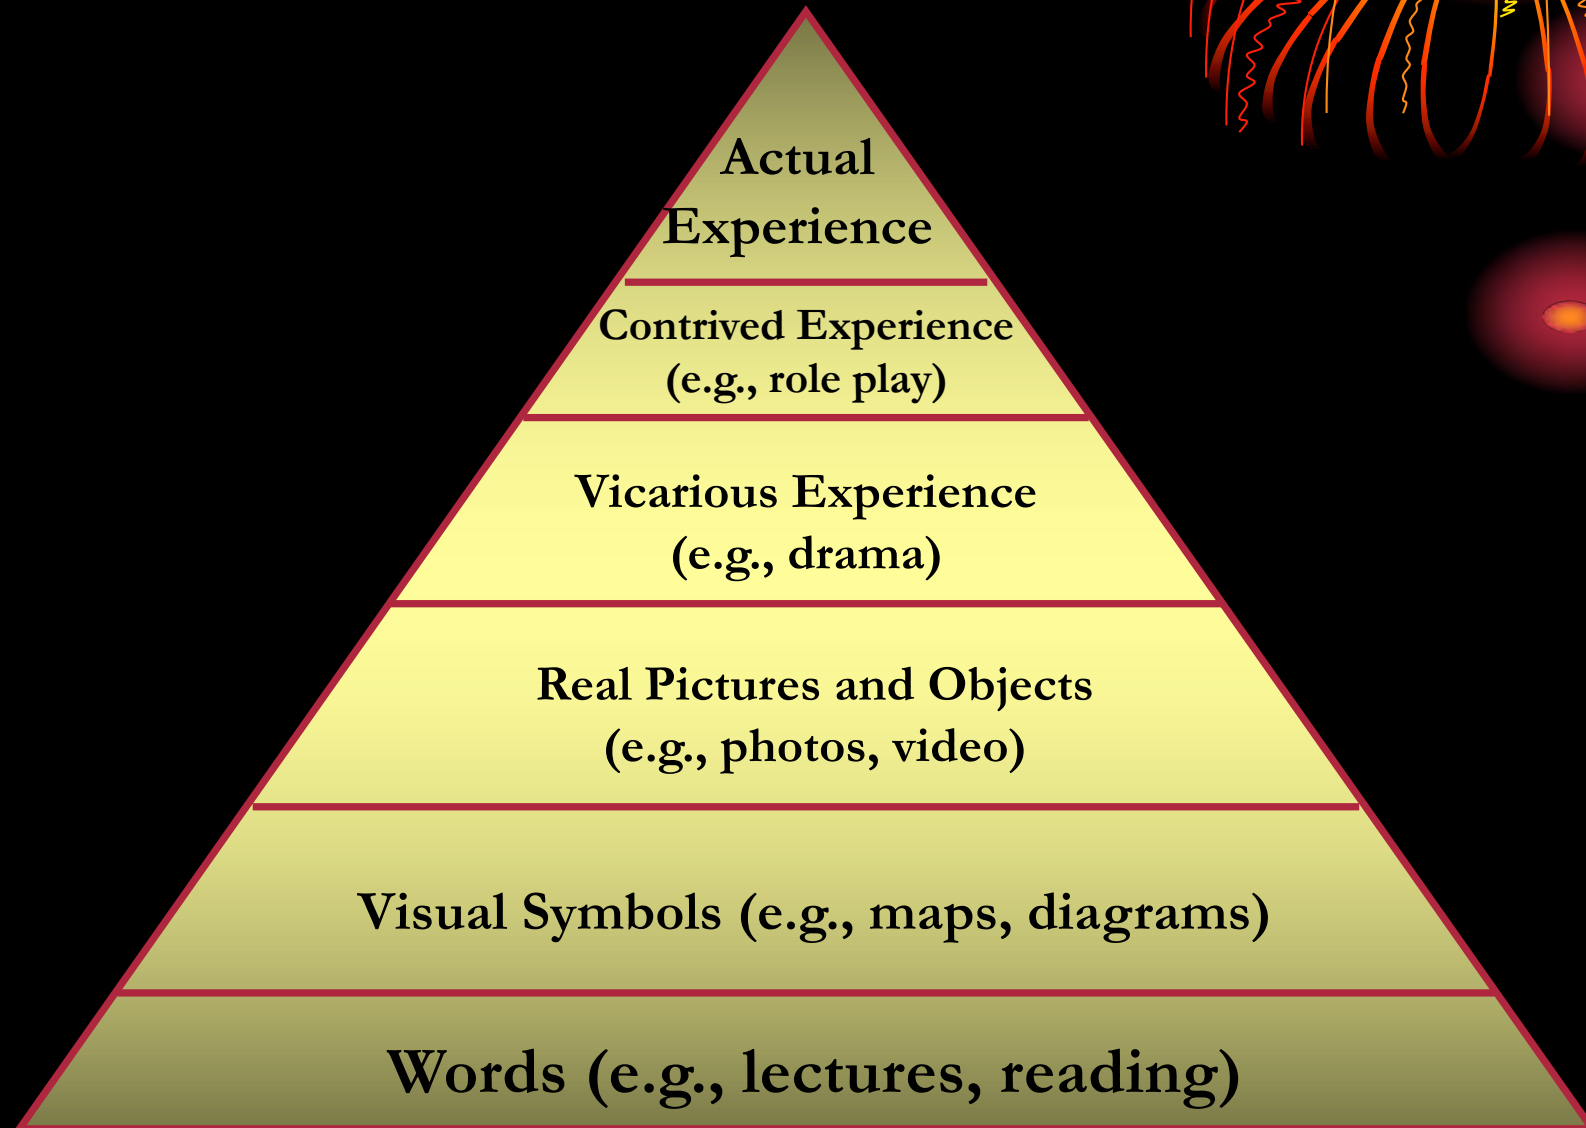 Actual
Experience
Contrived Experience
(e.g., role play)
Vicarious Experience
(e.g., drama)
Real Pictures and Objects
(e.g., photos, video)
Visual Symbols (e.g., maps, diagrams)
Words (e.g., lectures, reading)